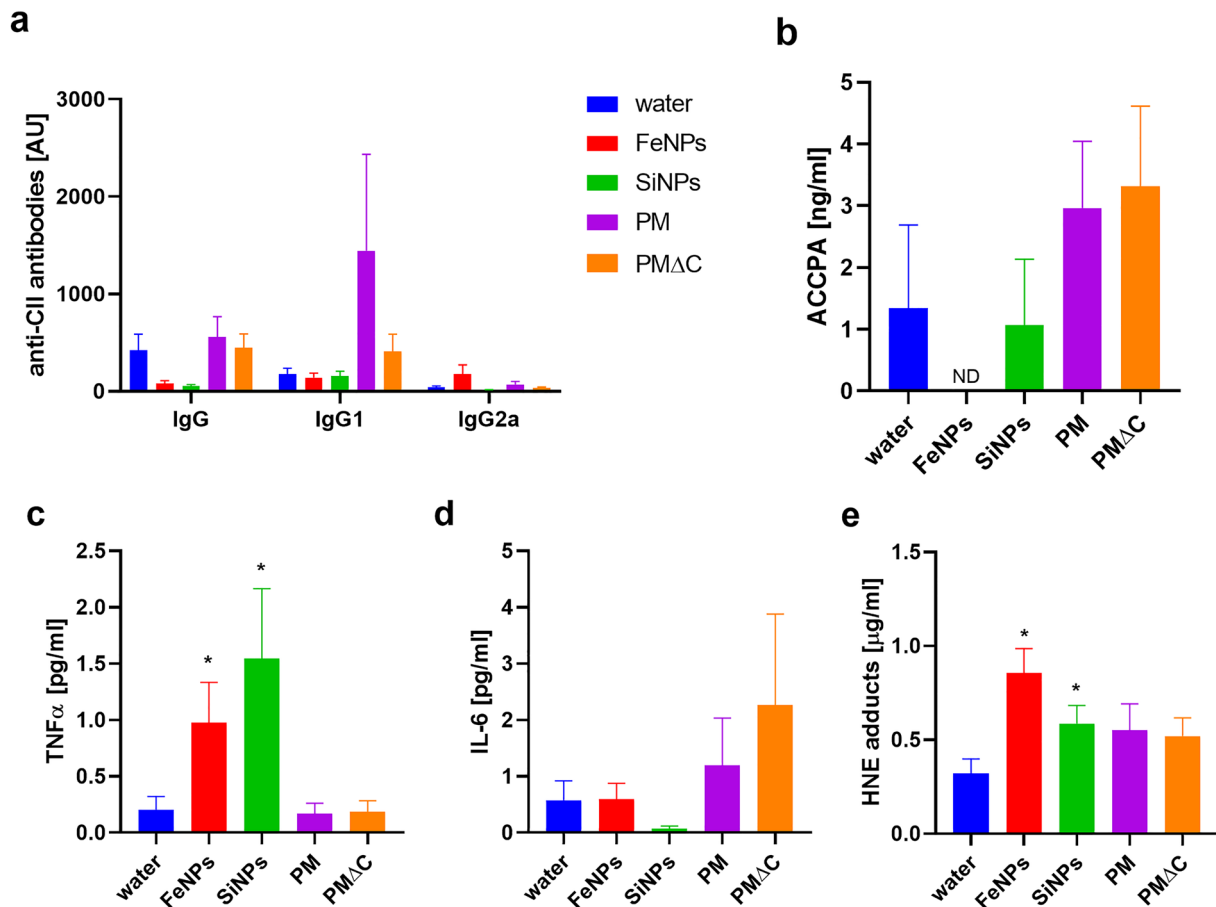 a
anti-CII antibodies [AU]
3000
2000
1000
0
IgG
IgG1
IgG2a
water
FeNPs
SiNPs
PM
PMΔC
b
ACCPA [ng/ml]
5
4
3
2
1
0
ND
water
FeNPs
SiNPs
PM
PMΔC
c
TNFα [pg/ml]
2.5
2.0
1.5
1.0
0.5
0.0
*
*
water
FeNPs
SiNPs
PM
PMΔC
d
IL-6 [pg/ml]
5
4
3
2
1
0
water
FeNPs
SiNPs
PM
PMΔC
e
HNE adducts [μg/ml]
1.5
1.0
0.5
0.0
*
*
water
FeNPs
SiNPs
PM
PMΔC